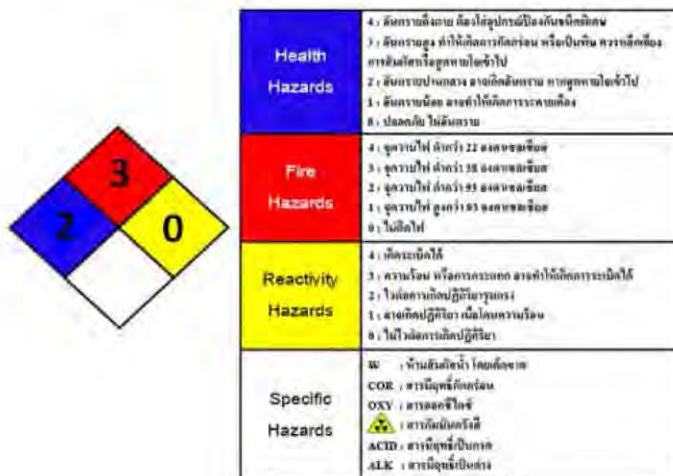 3
2
0
Health
Hazards
4 : อันตรายถึงตาย ต้องใส่อุปกรณ์ป้องกันชนิดพิเศษ
3 : อันตรายสูง ทำให้เกิดการกัดกร่อน หรือเป็นพิษ ควรหลีกเลี่ยง
การสัมผัสหรือสูดหายใจเข้าไป
2 : อันตรายปานกลาง อาจเกิดอันตราย หากสูดหายใจเข้าไป
1 : อันตรายน้อย อาจทำให้เกิดการระคายเคือง
0 : ปลอดภัย ไม่อันตราย
Fire
Hazards
4 : จุดวาบไฟ ต่ำกว่า 22 องศาเซลเซียส
3 : จุดวาบไฟ ต่ำกว่า 38 องศาเซลเซียส
2 : จุดวาบไฟ ต่ำกว่า 93 องศาเซลเซียส
1 : จุดวาบไฟ สูงกว่า 93 องศาเซลเซียส
0 : ไม่ติดไฟ
Reactivity
Hazards
4 : เกิดระเบิดได้
3 : ความร้อน หรือการกระแทก อาจทำให้เกิดการระเบิดได้
2 : ไวต่อการเกิดปฏิกิริยารุนแรง
1 : อาจเกิดปฏิกิริยา เมื่อโดนความร้อน
0 : ไม่ไวต่อการเกิดปฏิกิริยา
Specific
Hazards
W : ห้ามสัมผัสน้ำ โดยเด็ดขาด
COR : สารมีฤทธิ์กัดกร่อน
OXY : สารออกซิไดซ์
: สารกัมมันตรังสี
ACID : สารมีฤทธิ์เป็นกรด
ALK : สารมีฤทธิ์เป็นด่าง